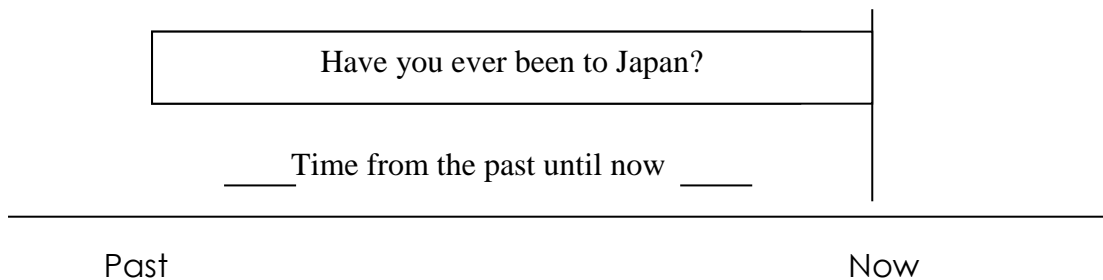 Have you ever been to Japan?
Time from the past until now
Past Now